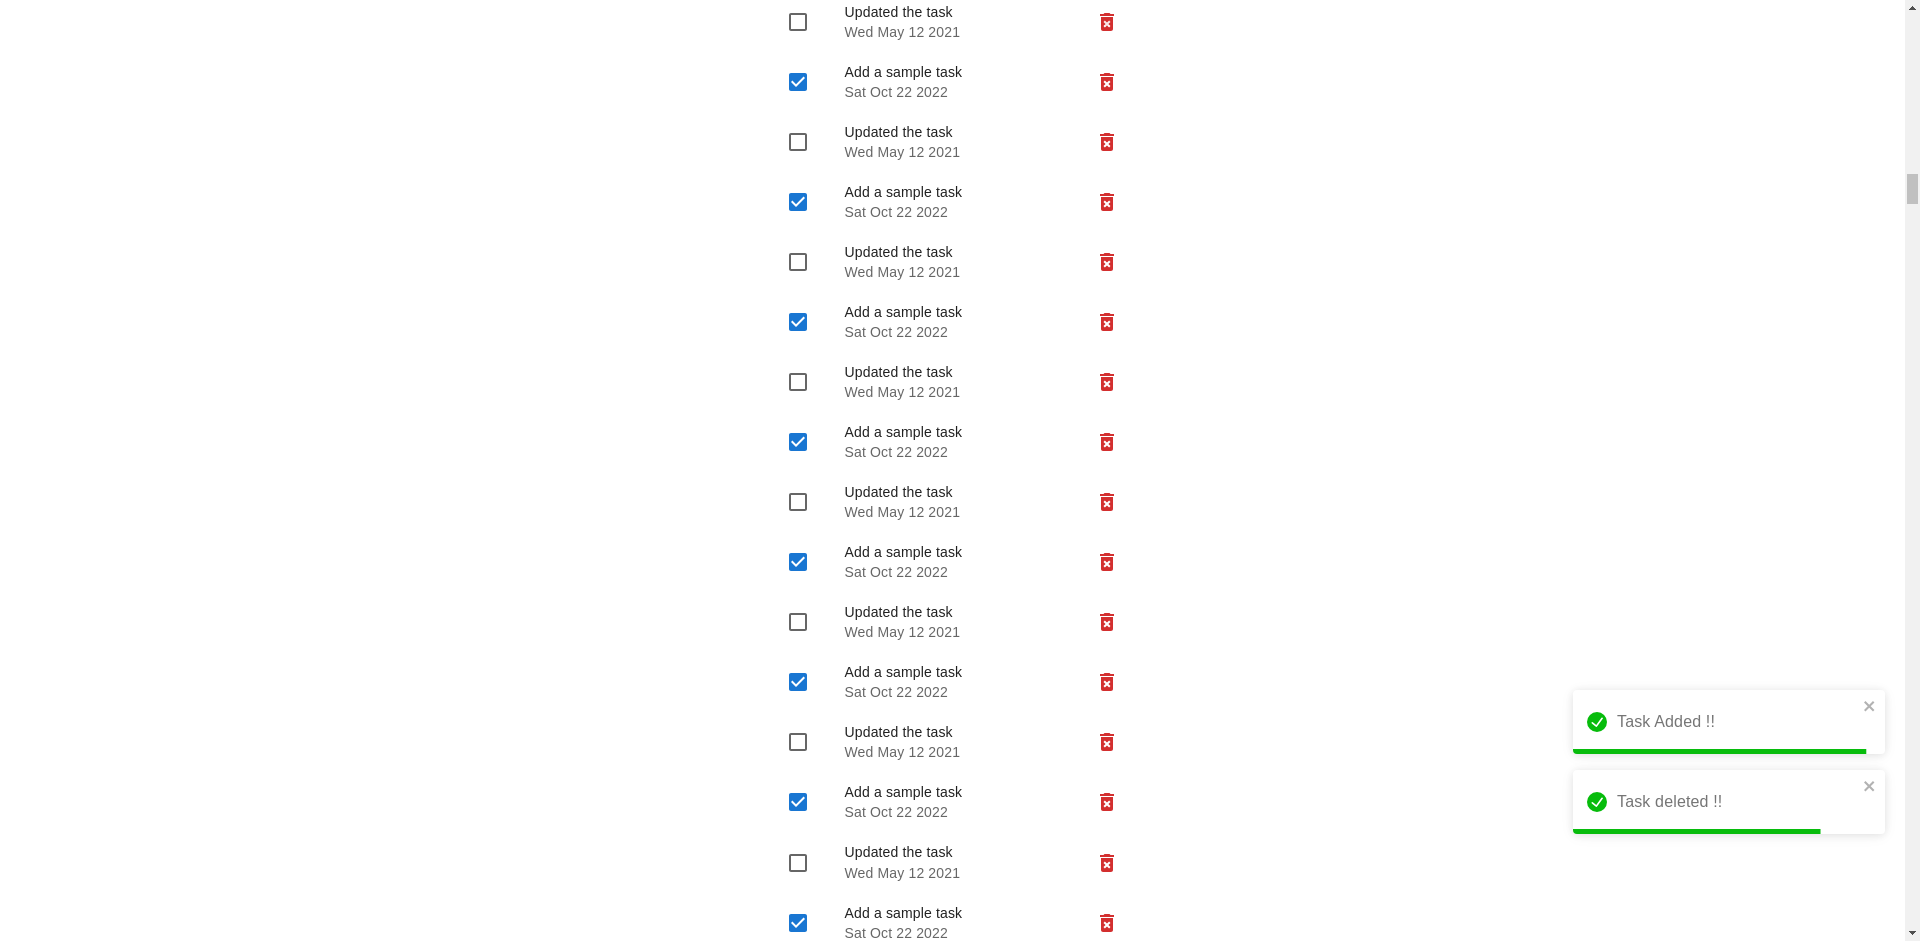 Updated the task
Wed May 12 2021
Add a sample task
Sat Oct 22 2022
Updated the task
Wed May 12 2021
Add a sample task
Sat Oct 22 2022
Updated the task
Wed May 12 2021
Add a sample task
Sat Oct 22 2022
Updated the task
Wed May 12 2021
Add a sample task
Sat Oct 22 2022
Updated the task
Wed May 12 2021
Add a sample task
Sat Oct 22 2022
Updated the task
Wed May 12 2021
Add a sample task
Sat Oct 22 2022
Updated the task
Wed May 12 2021
Add a sample task
Sat Oct 22 2022
Updated the task
Wed May 12 2021
Add a sample task
Sat Oct 22 2022
Task Added !!
Task deleted !!